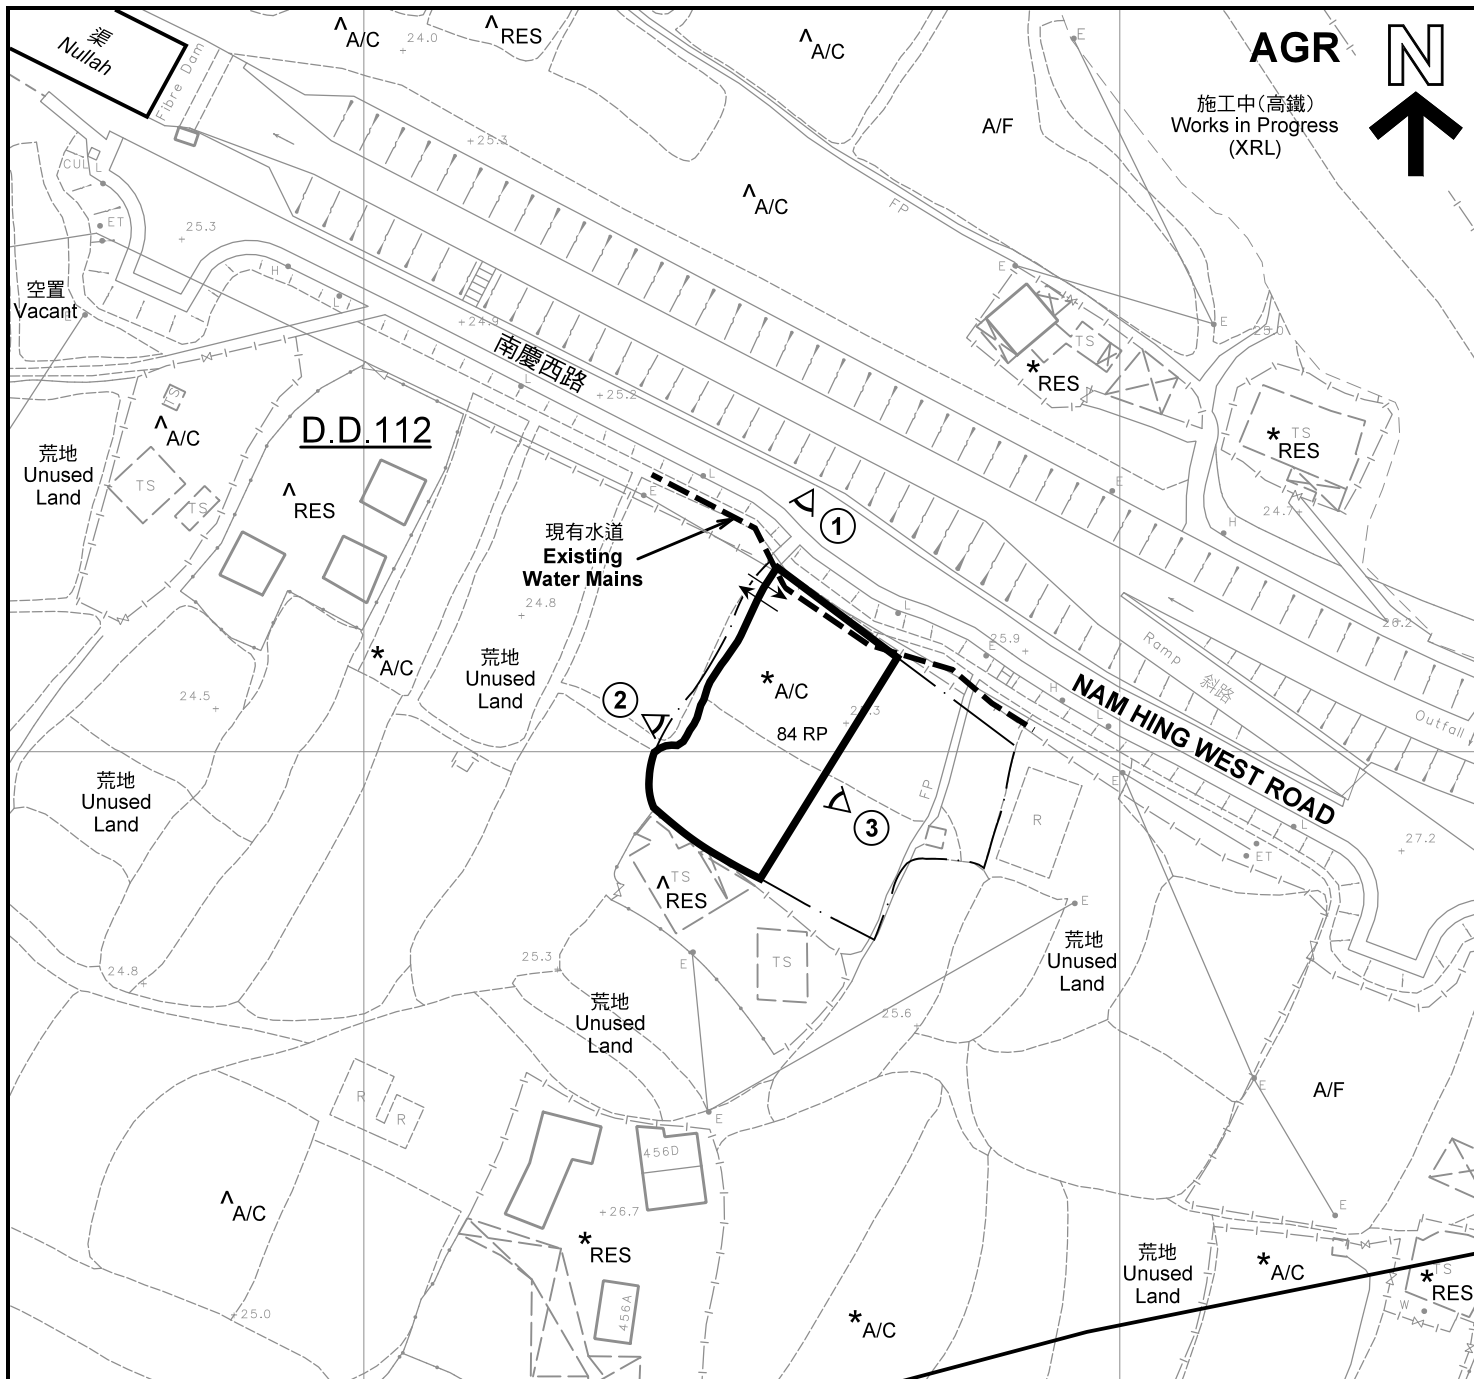 渠
Nullah
Fibre Dam
^
A/C
24.0
^
RES
^
A/C
E
AGR
N
施工中(高鐵)
Works in Progress
(XRL)
A/F
25.3
^
A/C
FP
CUL
L
ET
25.3
H
L
E
E
空置
Vacant
L
24.9
南慶西路
25.2
L
25.0
TS
*
RES
TS
^
A/C
D.D.112
荒地
Unused
Land
TS
TS
^
RES
*
TS
RES
24.7
H
E
L
E
1
現有水道
Existing
Water Mains
24.8
L
26.2
25.9
E
Ramp
斜路
Outfall
*
A/C
荒地
Unused
Land
*
A/C
25.3
84 RP
2
24.5
H
L
NAM HING WEST ROAD
E
荒地
Unused
Land
FP
3
R
L
ET
27.2
TS
^
RES
E
荒地
Unused
Land
24.8
25.3
E
TS
荒地
Unused
Land
25.6
E
A/F
R
R
E
456D
^
A/C
26.7
*
RES
E
荒地
Unused
Land
*
A/C
TS
*
RES
W
25.0
456A
*
A/C